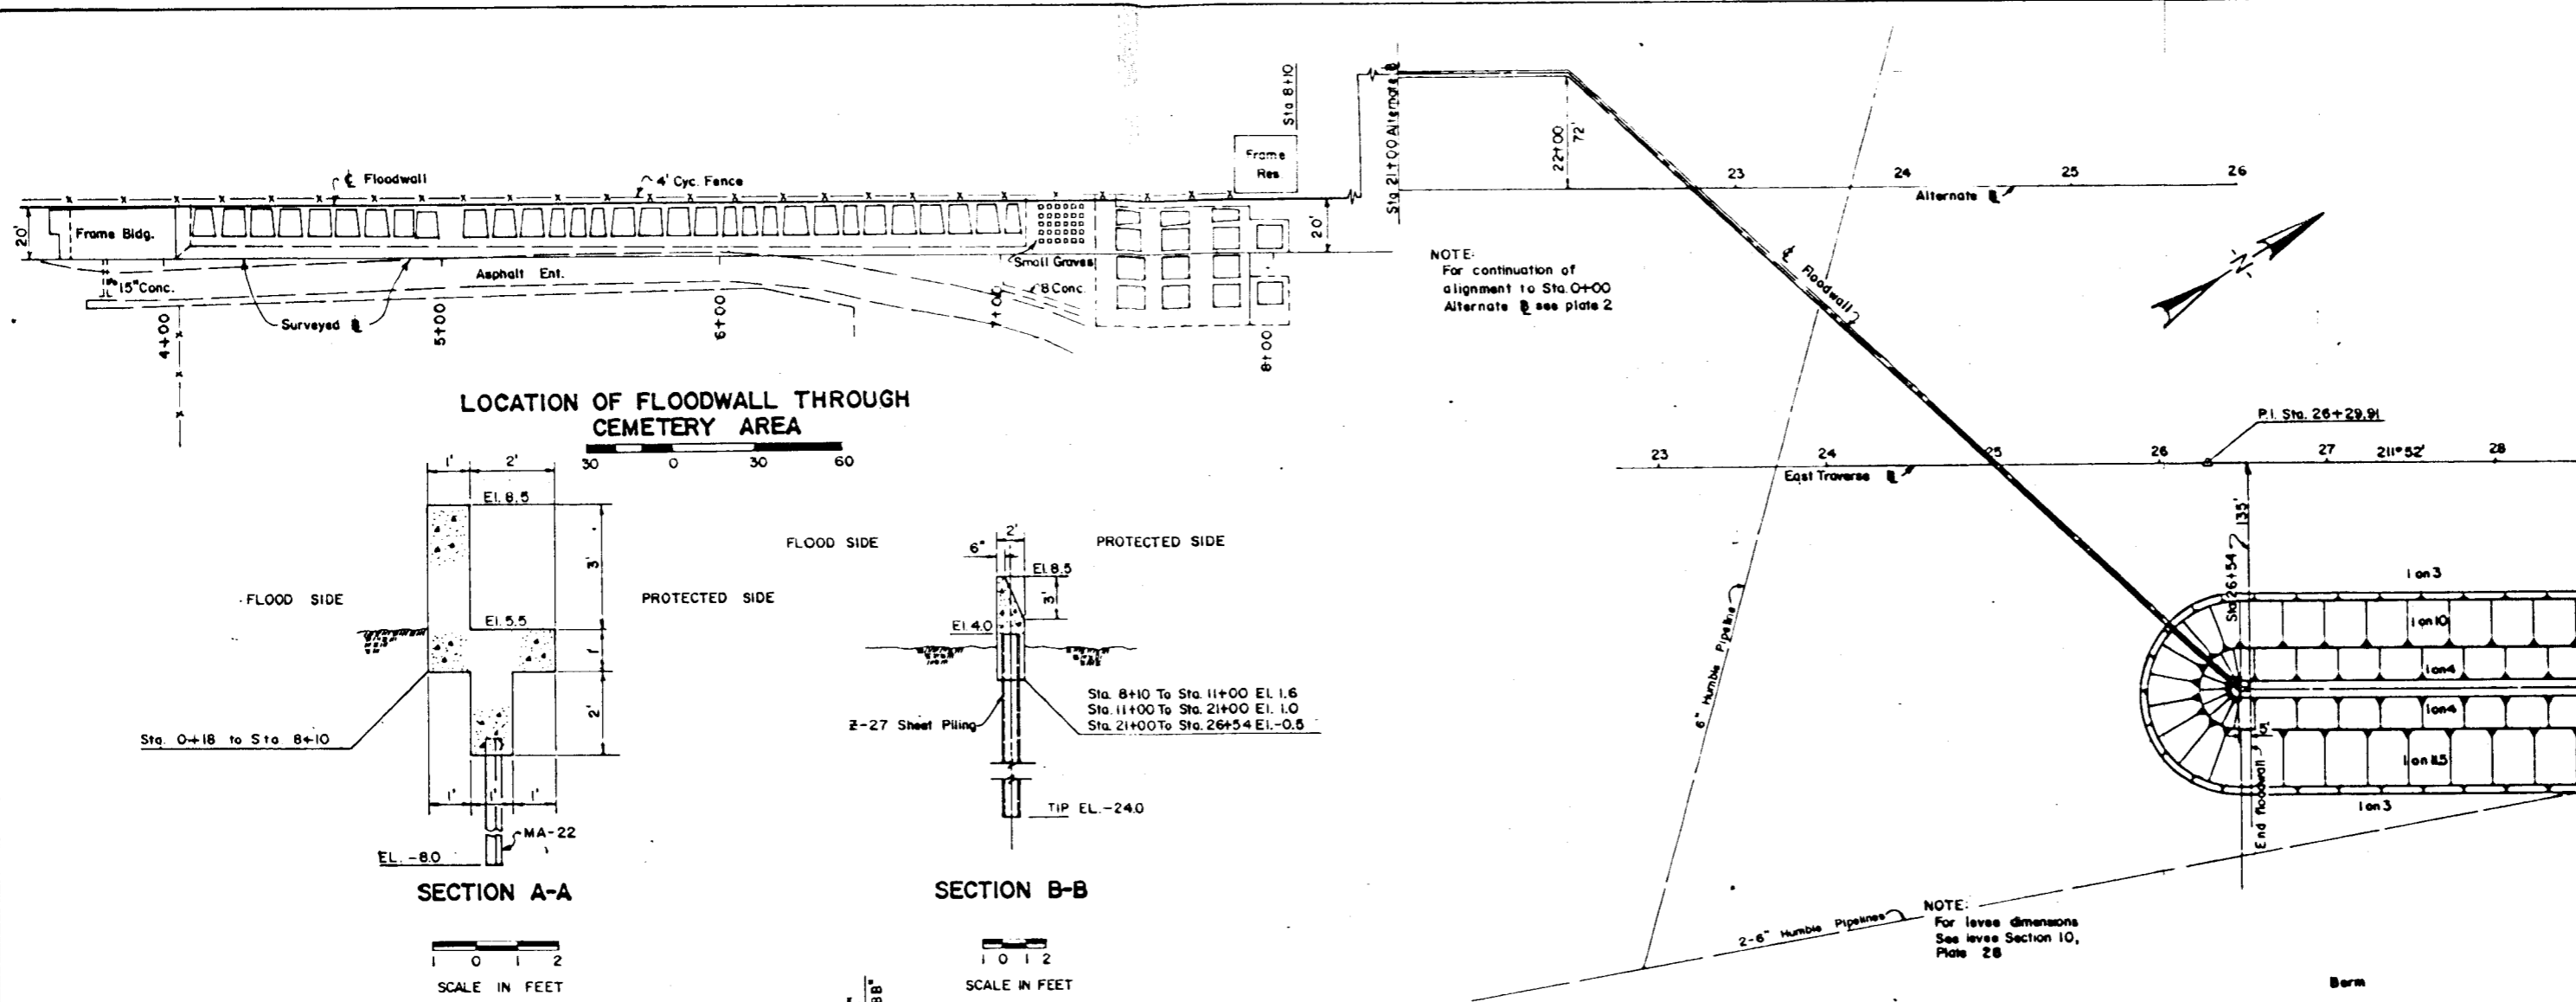 Sta 8+10
Sta 21+00 Alternate B
22+00
72'
23
24
25
26
Alternate B
Frame
Res
℄ Floodwall
4' Cyc. Fence
20'
Frame Bldg.
20'
Small Graves
Asphalt Ent.
15" Conc.
8 Conc.
Surveyed B
4+00
5+00
6+00
7+00
8+00
NOTE:
For continuation of
alignment to Sta. 0+00
Alternate B see plate 2
℄ Floodwall
N
LOCATION OF FLOODWALL THROUGH
CEMETERY AREA
30 0 30 60
P.I. Sta. 26+29.91
23
24
25
26
27
211°52'
28
East Traverse B
1' 2'
El. 8.5
3'
FLOOD SIDE
PROTECTED SIDE
El. 5.5
1'
2'
Sta. 0+18 to Sta. 8+10
1' 1' 1'
MA-22
EL. -8.0
SECTION A-A
1 0 1 2
SCALE IN FEET
FLOOD SIDE
2'
6"
PROTECTED SIDE
El. 8.5
3'
El. 4.0
Sta. 8+10 To Sta. 11+00 El. 1.6
Sta. 11+00 To Sta. 21+00 El. 1.0
Sta. 21+00 To Sta. 26+54 El. -0.5
Z-27 Sheet Piling
TIP EL. -24.0
SECTION B-B
1 0 1 2
SCALE IN FEET
6" Humble Pipeline
Sta 26+54
135'
1 on 3
1 on 10
1 on 4
1 on 4
5'
1 on 11.5
1 on 3
End floodwall
2-6" Humble Pipelines
NOTE:
For levee dimensions
See levee Section 10,
Plate 28
Berm